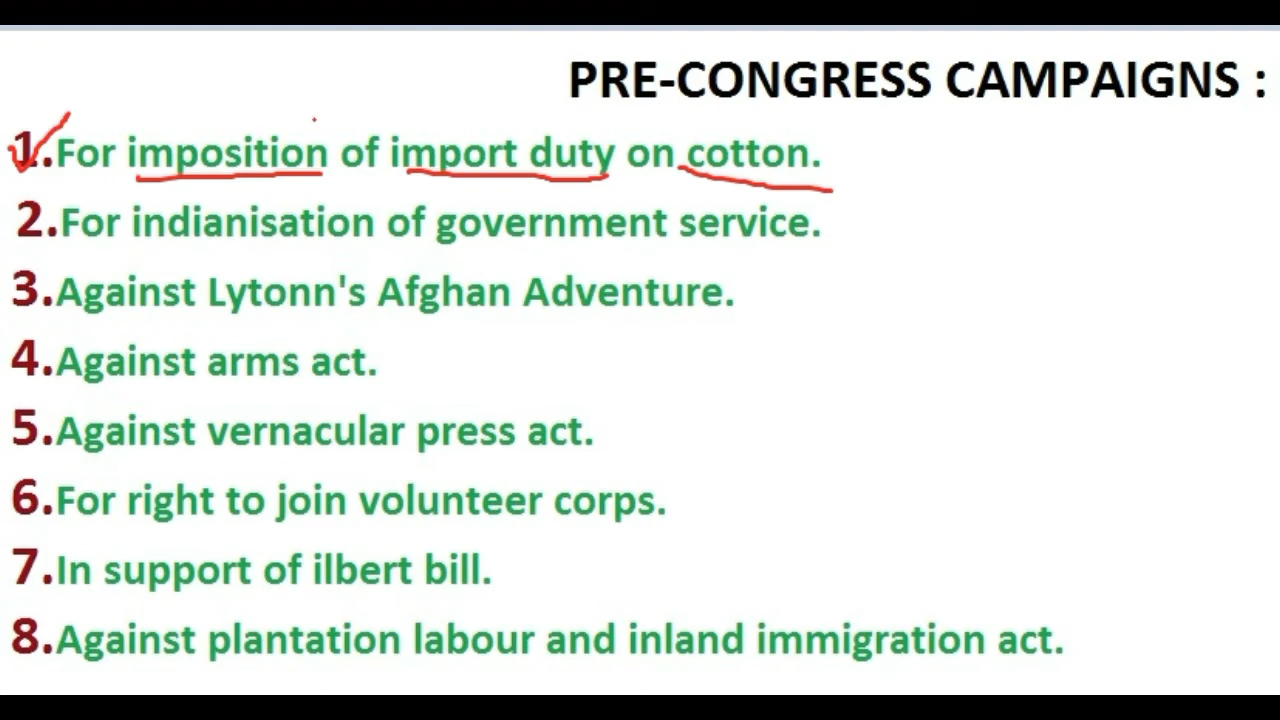 PRE-CONGRESS CAMPAIGNS :
1.For imposition of import duty on cotton.
2.For indianisation of government service.
3.Against Lytonn's Afghan Adventure.
4.Against arms act.
5.Against vernacular press act.
6.For right to join volunteer corps.
7.In support of ilbert bill.
8.Against plantation labour and inland immigration act.